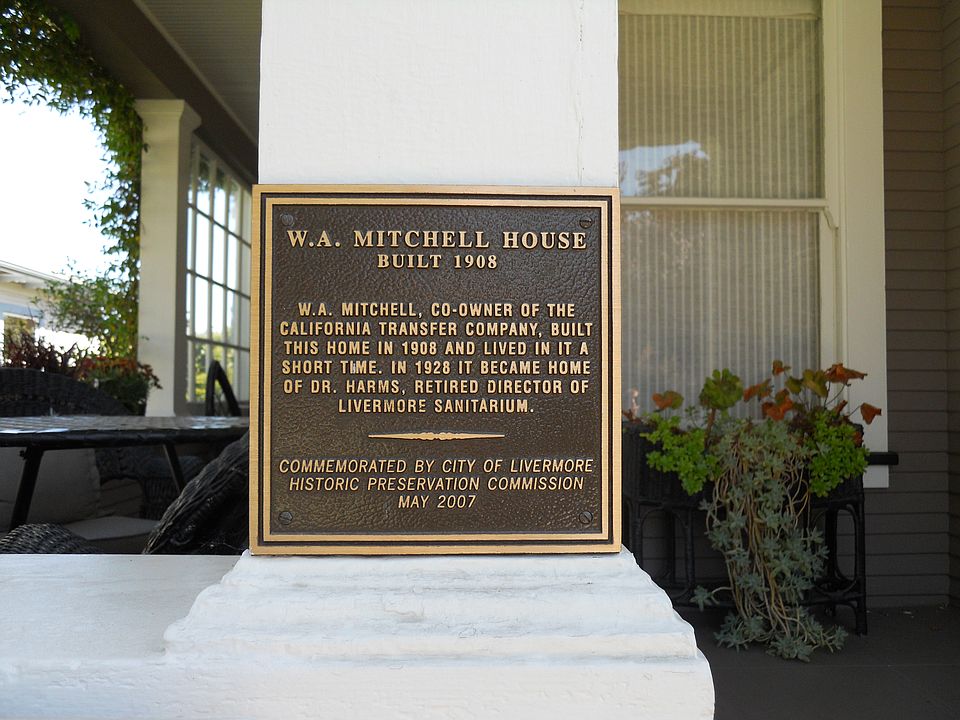 W.A. MITCHELL HOUSE
BUILT 1908
W.A. MITCHELL, CO-OWNER OF THE
CALIFORNIA TRANSFER COMPANY, BUILT
THIS HOME IN 1908 AND LIVED IN IT A
SHORT TIME. IN 1928 IT BECAME HOME
OF DR. HARMS, RETIRED DIRECTOR OF
LIVERMORE SANITARIUM.
COMMEMORATED BY CITY OF LIVERMORE
HISTORIC PRESERVATION COMMISSION
MAY 2007